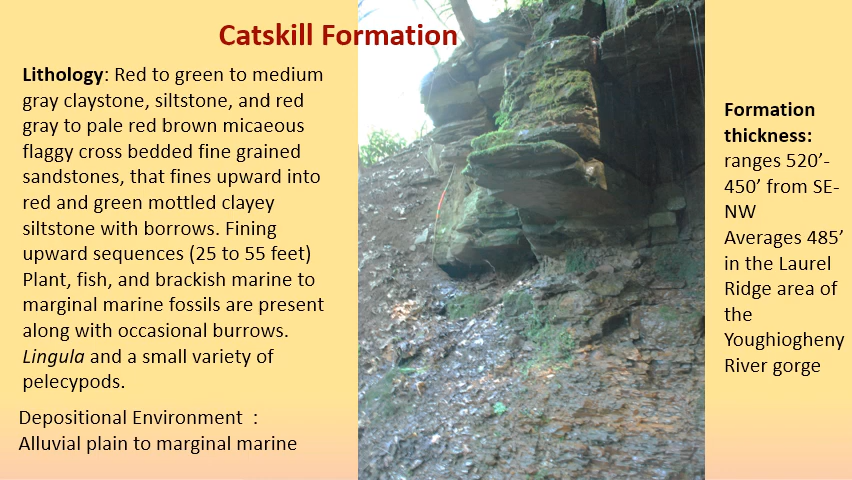 Catskill Formation
Lithology: Red to green to medium
gray claystone, siltstone, and red
gray to pale red brown micaeous
flaggy cross bedded fine grained
sandstones, that fines upward into
red and green mottled clayey
siltstone with borrows. Fining
upward sequences (25 to 55 feet)
Plant, fish, and brackish marine to
marginal marine fossils are present
along with occasional burrows.
Lingula and a small variety of
pelecypods.
Depositional Environment :
Alluvial plain to marginal marine
Formation
thickness:
ranges 520’-
450’ from SE-
NW
Averages 485’
in the Laurel
Ridge area of
the
Youghiogheny
River gorge